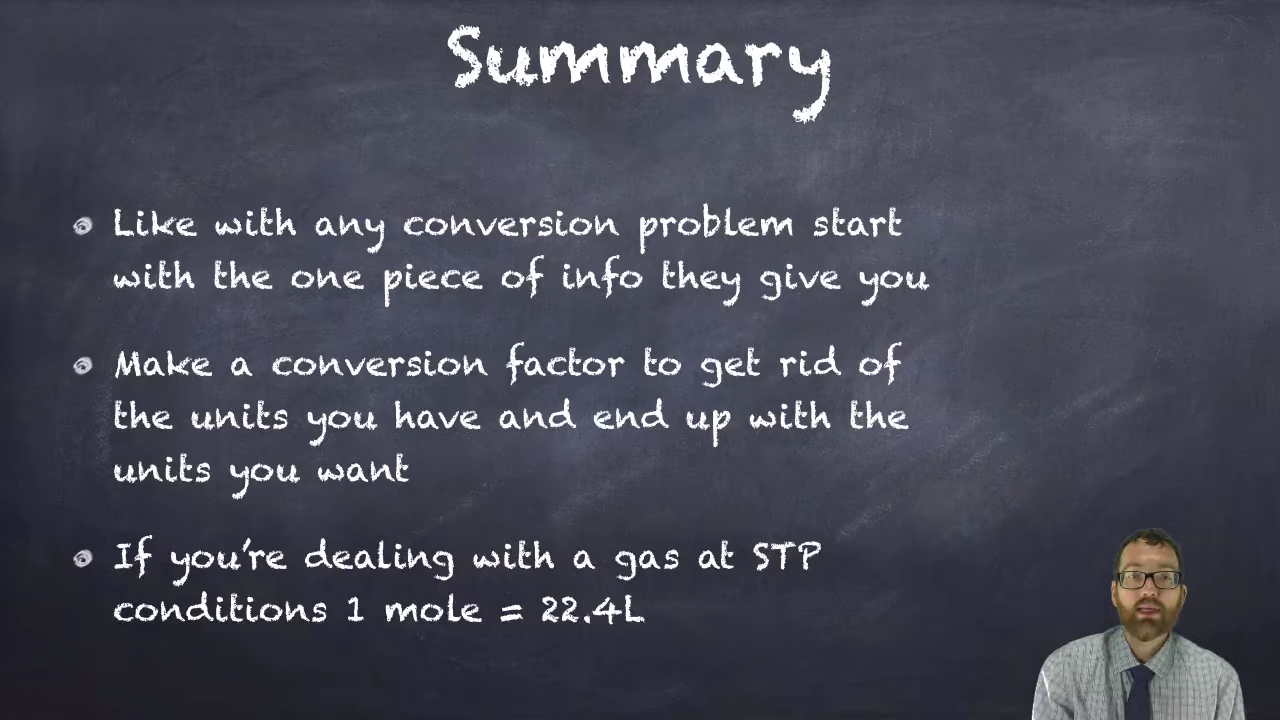 Summary
Like with any conversion problem start
with the one piece of info they give you
Make a conversion factor to get rid of
the units you have and end up with the
units you want
If you're dealing with a gas at STP
conditions 1 mole = 22.4L